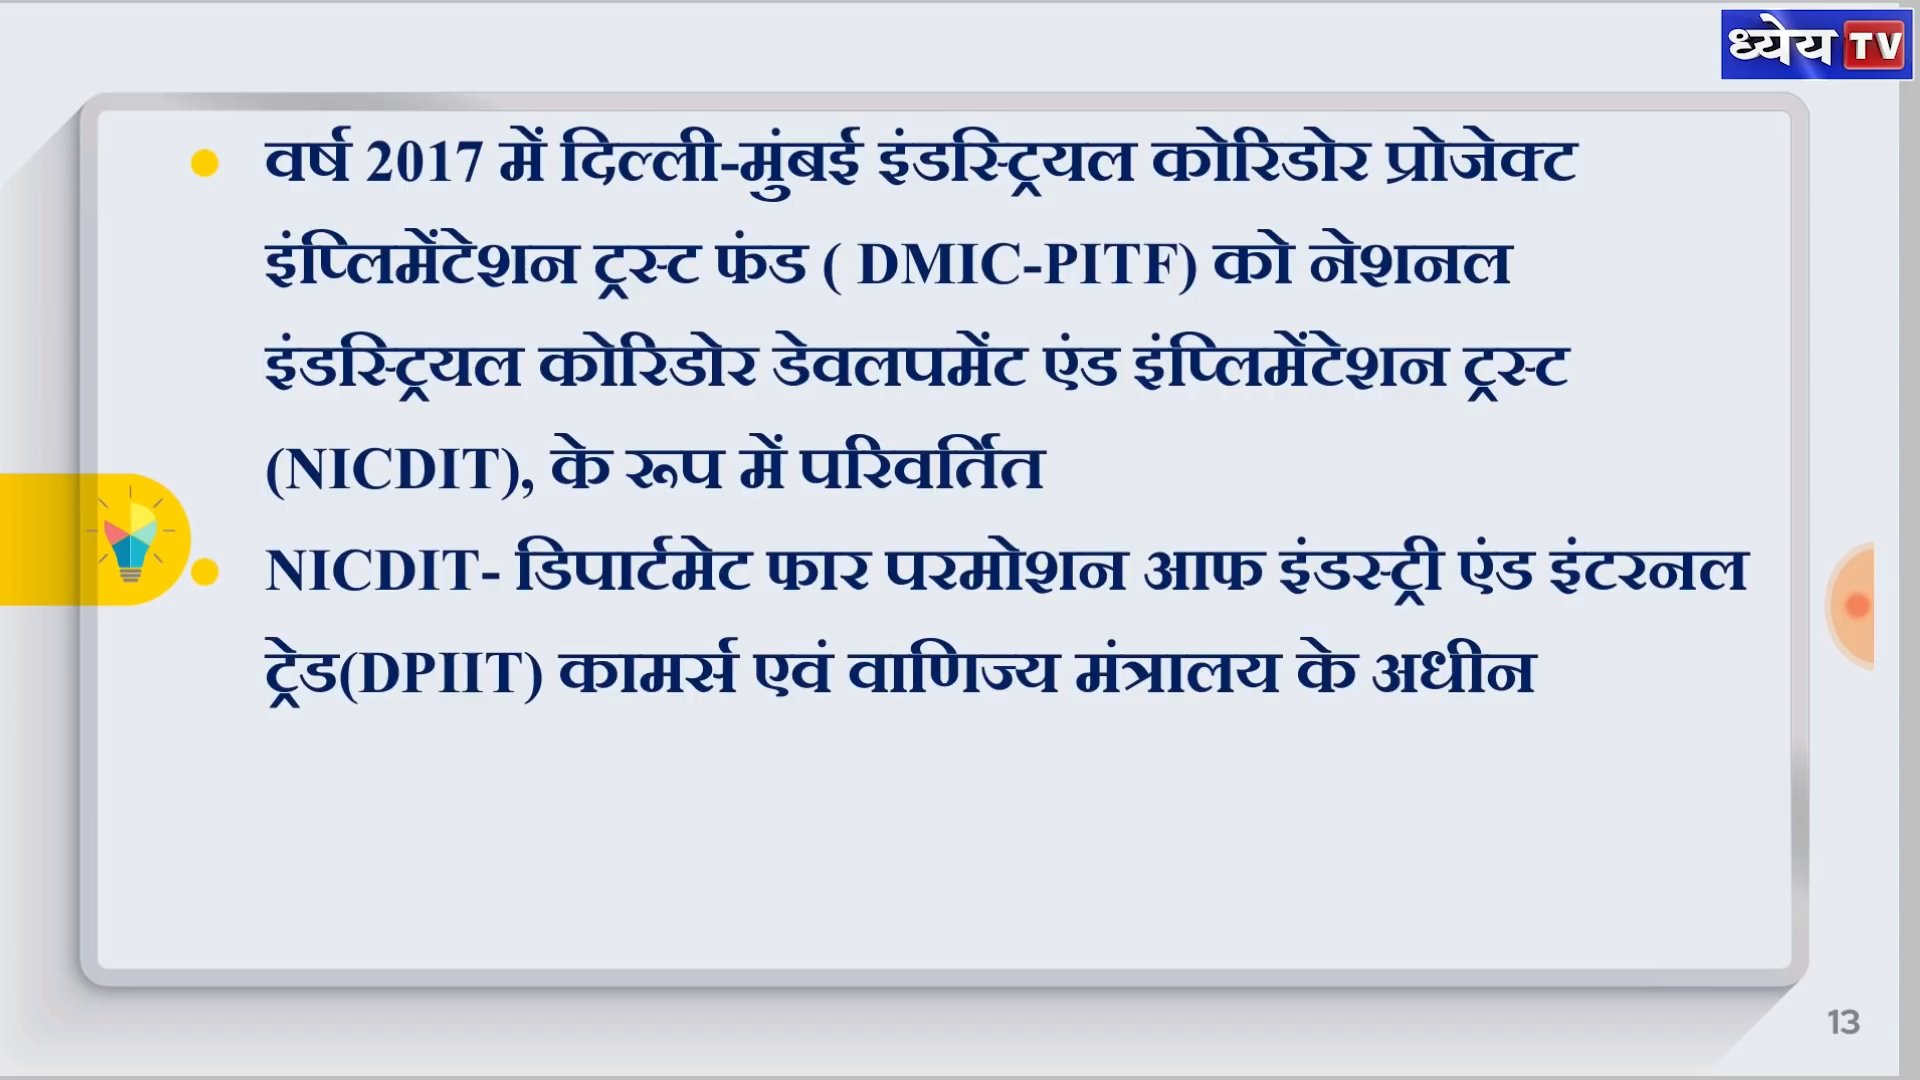 ध्येय TV
वर्ष 2017 में दिल्ली-मुंबई इंडस्ट्रियल कोरिडोर प्रोजेक्ट
इंप्लिमेंटेशन ट्रस्ट फंड ( DMIC-PITF) को नेशनल
इंडस्ट्रियल कोरिडोर डेवलपमेंट एंड इंप्लिमेंटेशन ट्रस्ट
(NICDIT), के रूप में परिवर्तित
NICDIT- डिपार्टमेट फार परमोशन आफ इंडस्ट्री एंड इंटरनल
ट्रेड(DPIIT) कामर्स एवं वाणिज्य मंत्रालय के अधीन
13